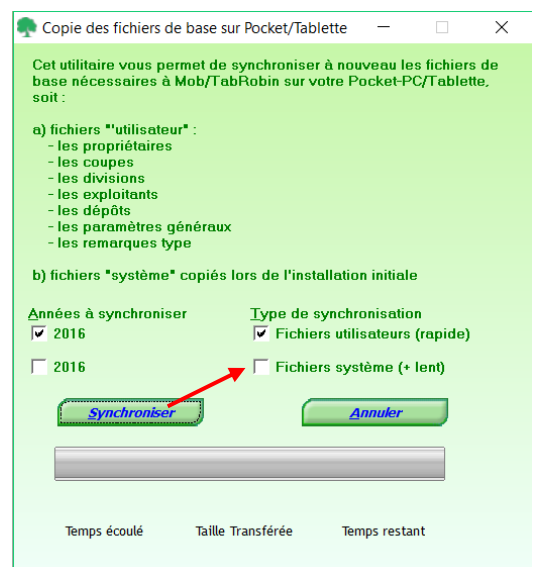 Copie des fichiers de base sur Pocket/Tablette
Cet utilitaire vous permet de synchroniser à nouveau les fichiers de
base nécessaires à Mob/TabRobin sur votre Pocket-PC/Tablette,
soit :
a) fichiers "'utilisateur" :
- les propriétaires
- les coupes
- les divisions
- les exploitants
- les dépôts
- les paramètres généraux
- les remarques type
b) fichiers "système" copiés lors de l'installation initiale
Années à synchroniser
Type de synchronisation
2016
Fichiers utilisateurs (rapide)
2016
Fichiers système (+ lent)
Synchroniser
Annuler
Temps écoulé
Taille Transférée
Temps restant